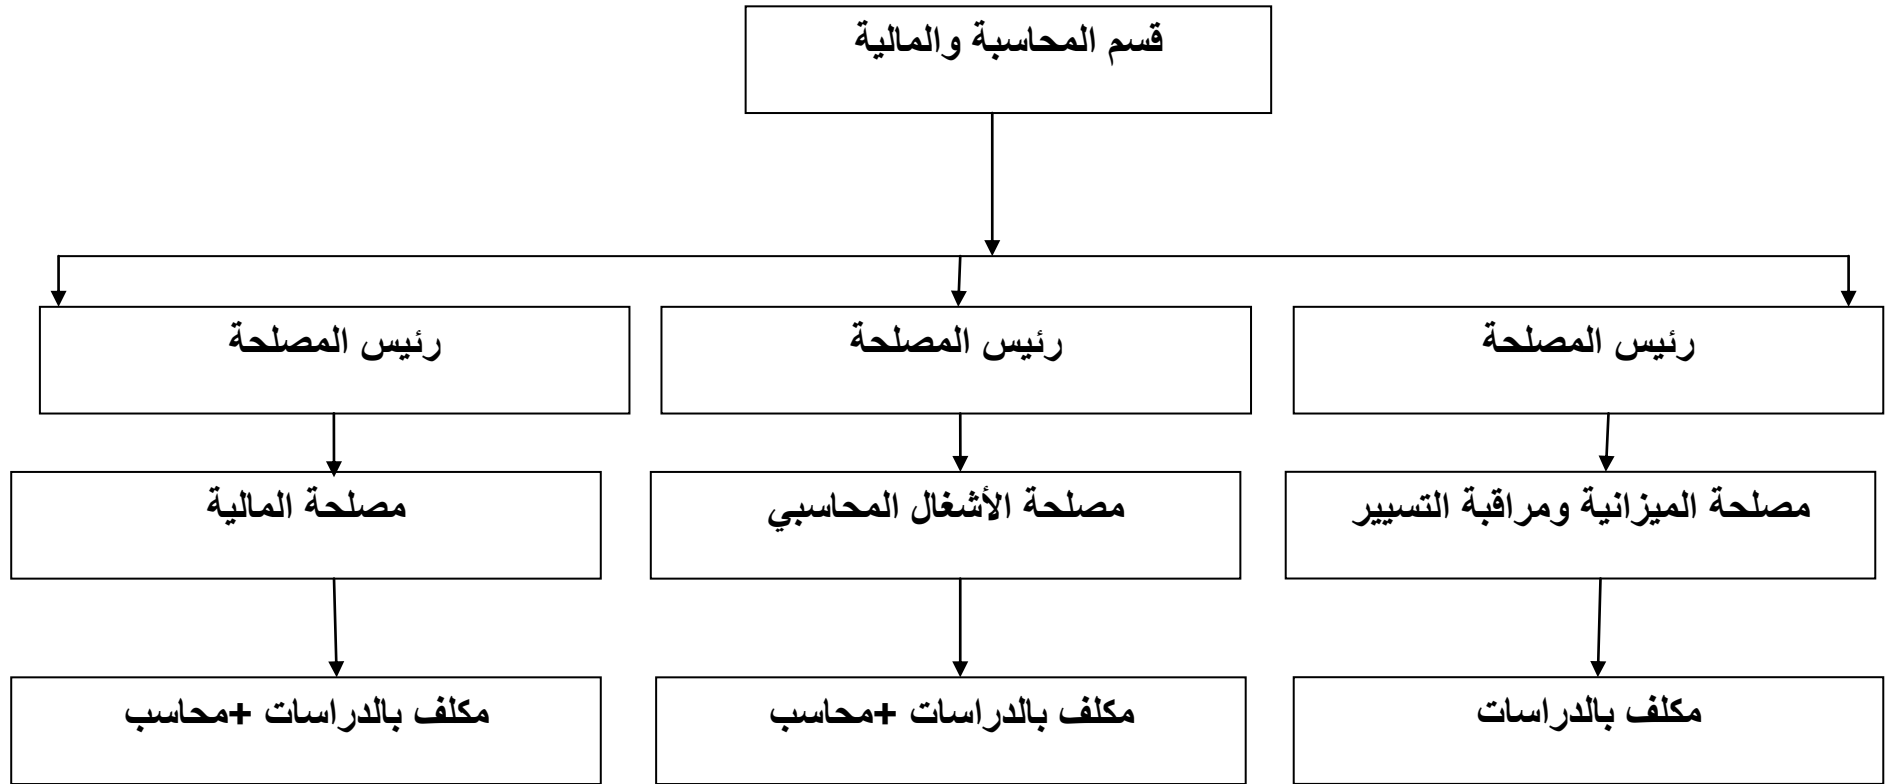 قسم المحاسبة والمالية
رئيس المصلحة
رئيس المصلحة
رئيس المصلحة
مصلحة الميزانية ومراقبة التسيير
مصلحة الأشغال المحاسبي
مصلحة المالية
مكلف بالدراسات
مكلف بالدراسات +محاسب
مكلف بالدراسات +محاسب